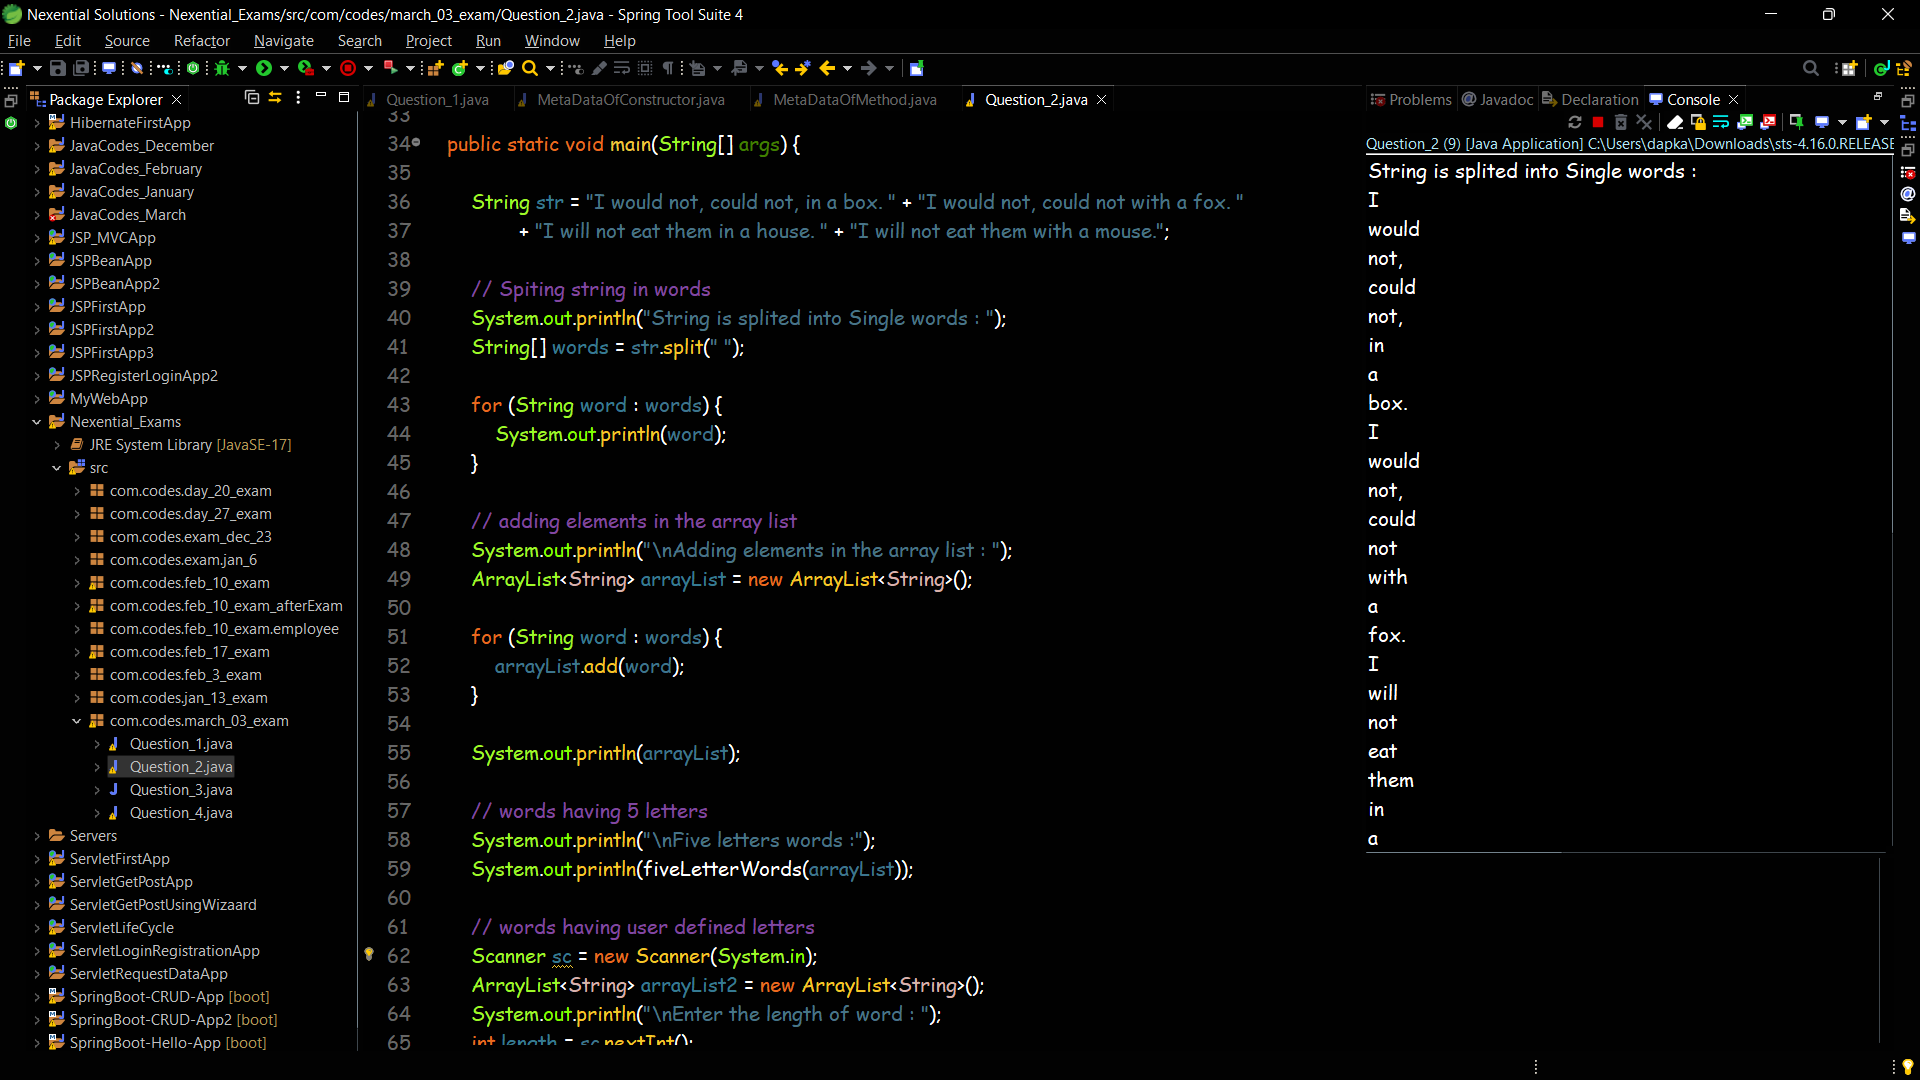 Nexential Solutions - Nexential_Exams/src/com/codes/march_03_exam/Question_2.java - Spring Tool Suite 4
File Edit Source Refactor Navigate Search Project Run Window Help
Package Explorer
HibernateFirstApp
JavaCodes_December
JavaCodes_February
JavaCodes_January
JavaCodes_March
JSP_MVCApp
JSPBeanApp
JSPBeanApp2
JSPFirstApp
JSPFirstApp2
JSPFirstApp3
JSPRegisterLoginApp2
MyWebApp
Nexential_Exams
JRE System Library [JavaSE-17]
src
com.codes.day_20_exam
com.codes.day_27_exam
com.codes.exam_dec_23
com.codes.exam.jan_6
com.codes.feb_10_exam
com.codes.feb_10_exam_afterExam
com.codes.feb_10_exam.employee
com.codes.feb_17_exam
com.codes.feb_3_exam
com.codes.jan_13_exam
com.codes.march_03_exam
Question_1.java
Question_2.java
Question_3.java
Question_4.java
Servers
ServletFirstApp
ServletGetPostApp
ServletGetPostUsingWizaard
ServletLifeCycle
ServletLoginRegistrationApp
ServletRequestDataApp
SpringBoot-CRUD-App [boot]
SpringBoot-CRUD-App2 [boot]
SpringBoot-Hello-App [boot]
Question_1.java MetaDataOfConstructor.java MetaDataOfMethod.java Question_2.java
33
34 public static void main(String[] args) {
35
36 String str = "I would not, could not, in a box. " + "I would not, could not with a fox. "
37 + "I will not eat them in a house. " + "I will not eat them with a mouse.";
38
39 // Spiting string in words
40 System.out.println("String is splited into Single words : ");
41 String[] words = str.split(" ");
42
43 for (String word : words) {
44 System.out.println(word);
45 }
46
47 // adding elements in the array list
48 System.out.println("\nAdding elements in the array list : ");
49 ArrayList<String> arrayList = new ArrayList<String>();
50
51 for (String word : words) {
52 arrayList.add(word);
53 }
54
55 System.out.println(arrayList);
56
57 // words having 5 letters
58 System.out.println("\nFive letters words :");
59 System.out.println(fiveLetterWords(arrayList));
60
61 // words having user defined letters
62 Scanner sc = new Scanner(System.in);
63 ArrayList<String> arrayList2 = new ArrayList<String>();
64 System.out.println("\nEnter the length of word : ");
65 int length = sc.nextInt();
Problems Javadoc Declaration Console
Question_2 (9) [Java Application] C:\Users\dapka\Downloads\sts-4.16.0.RELEASE
String is splited into Single words :
I
would
not,
could
not,
in
a
box.
I
would
not,
could
not
with
a
fox.
I
will
not
eat
them
in
a